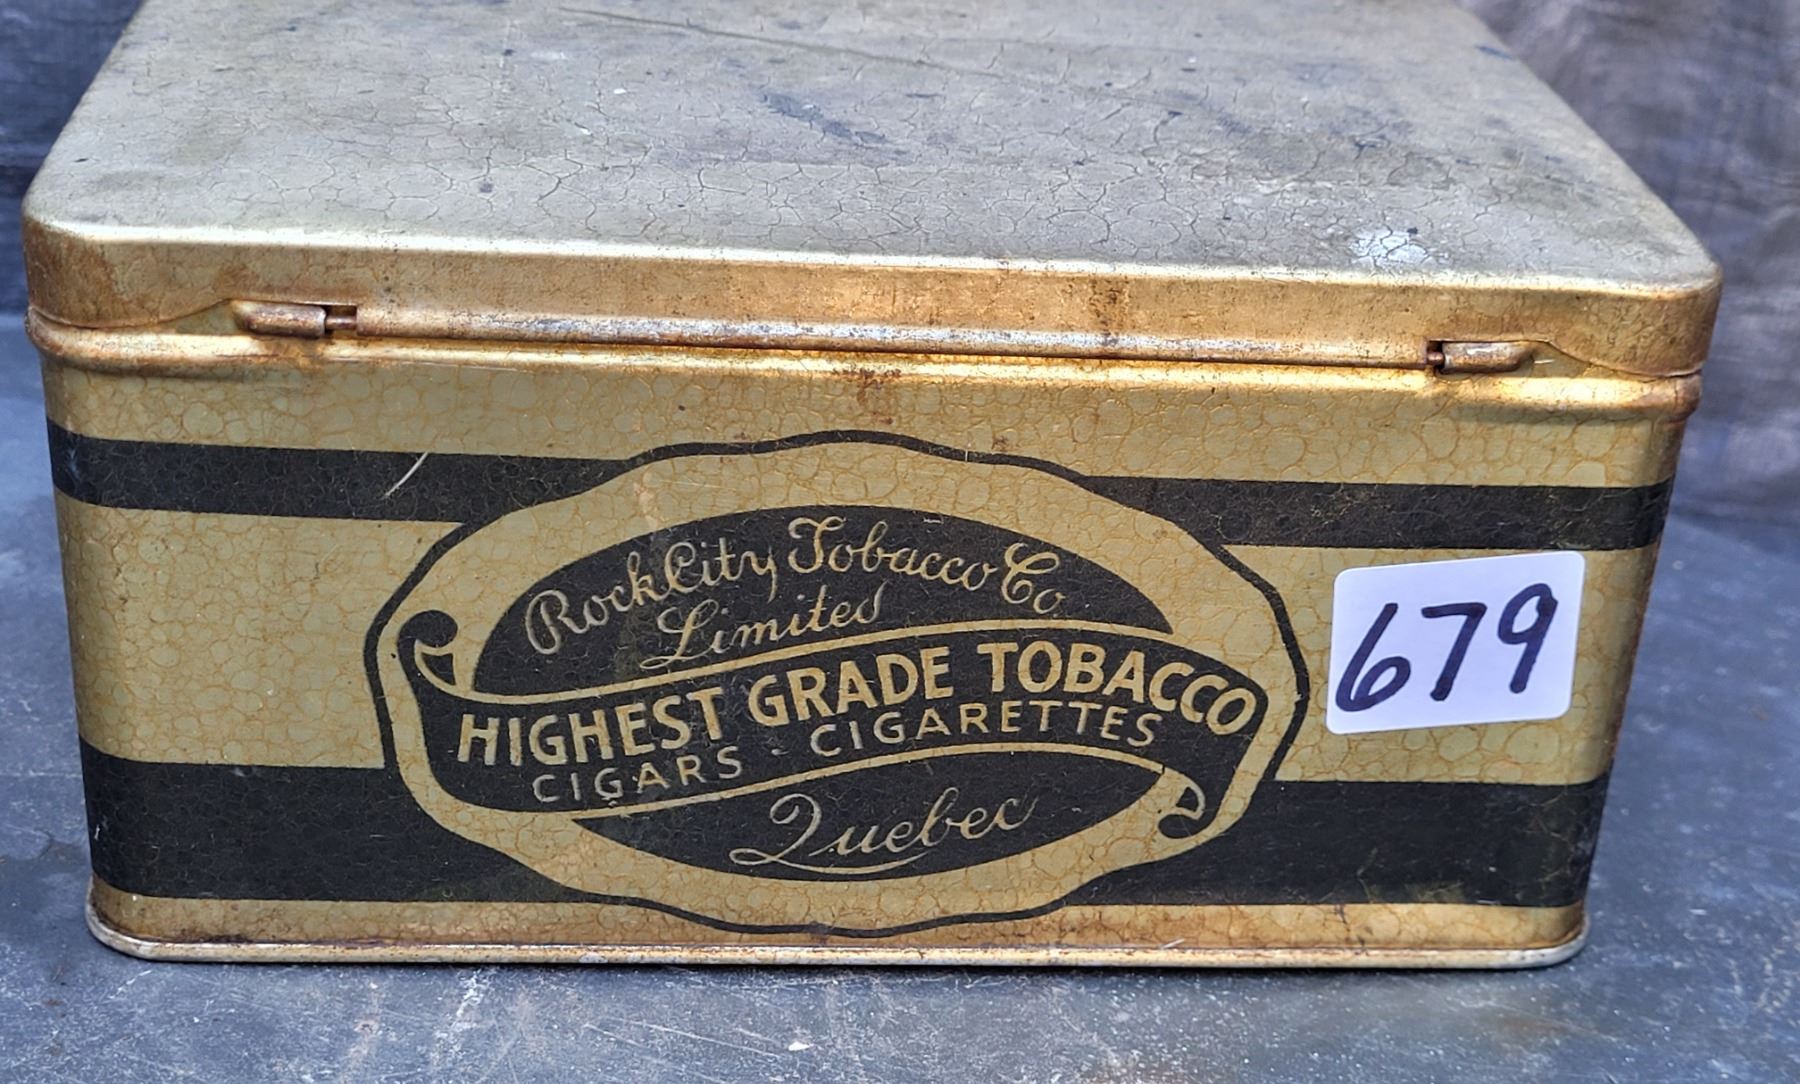 Rock City Tobacco Co.
Limited
HIGHEST GRADE TOBACCO
CIGARS - CIGARETTES
Quebec
679